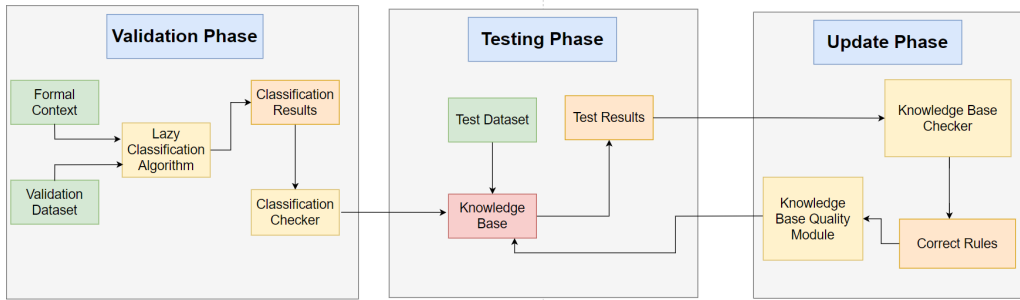 Validation Phase
Formal
Context
Lazy
Classification
Algorithm
Validation
Dataset
Classification
Results
Classification
Checker
Testing Phase
Test Dataset
Test Results
Knowledge
Base
Update Phase
Knowledge Base
Checker
Knowledge
Base Quality
Module
Correct Rules